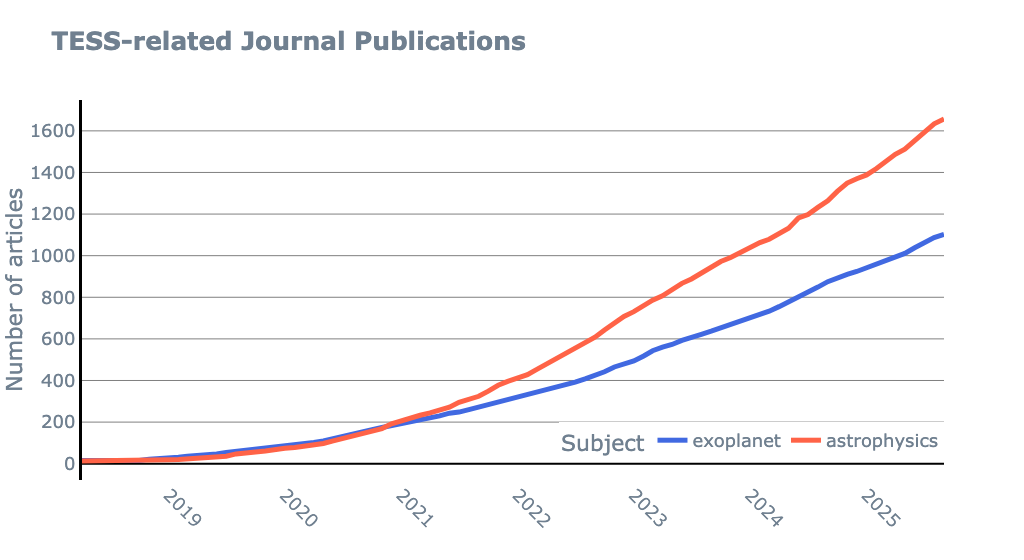 TESS-related Journal Publications
Number of articles
1600
1400
1200
1000
800
600
400
200
0
Subject exoplanet astrophysics
2019 2020 2021 2022 2023 2024 2025